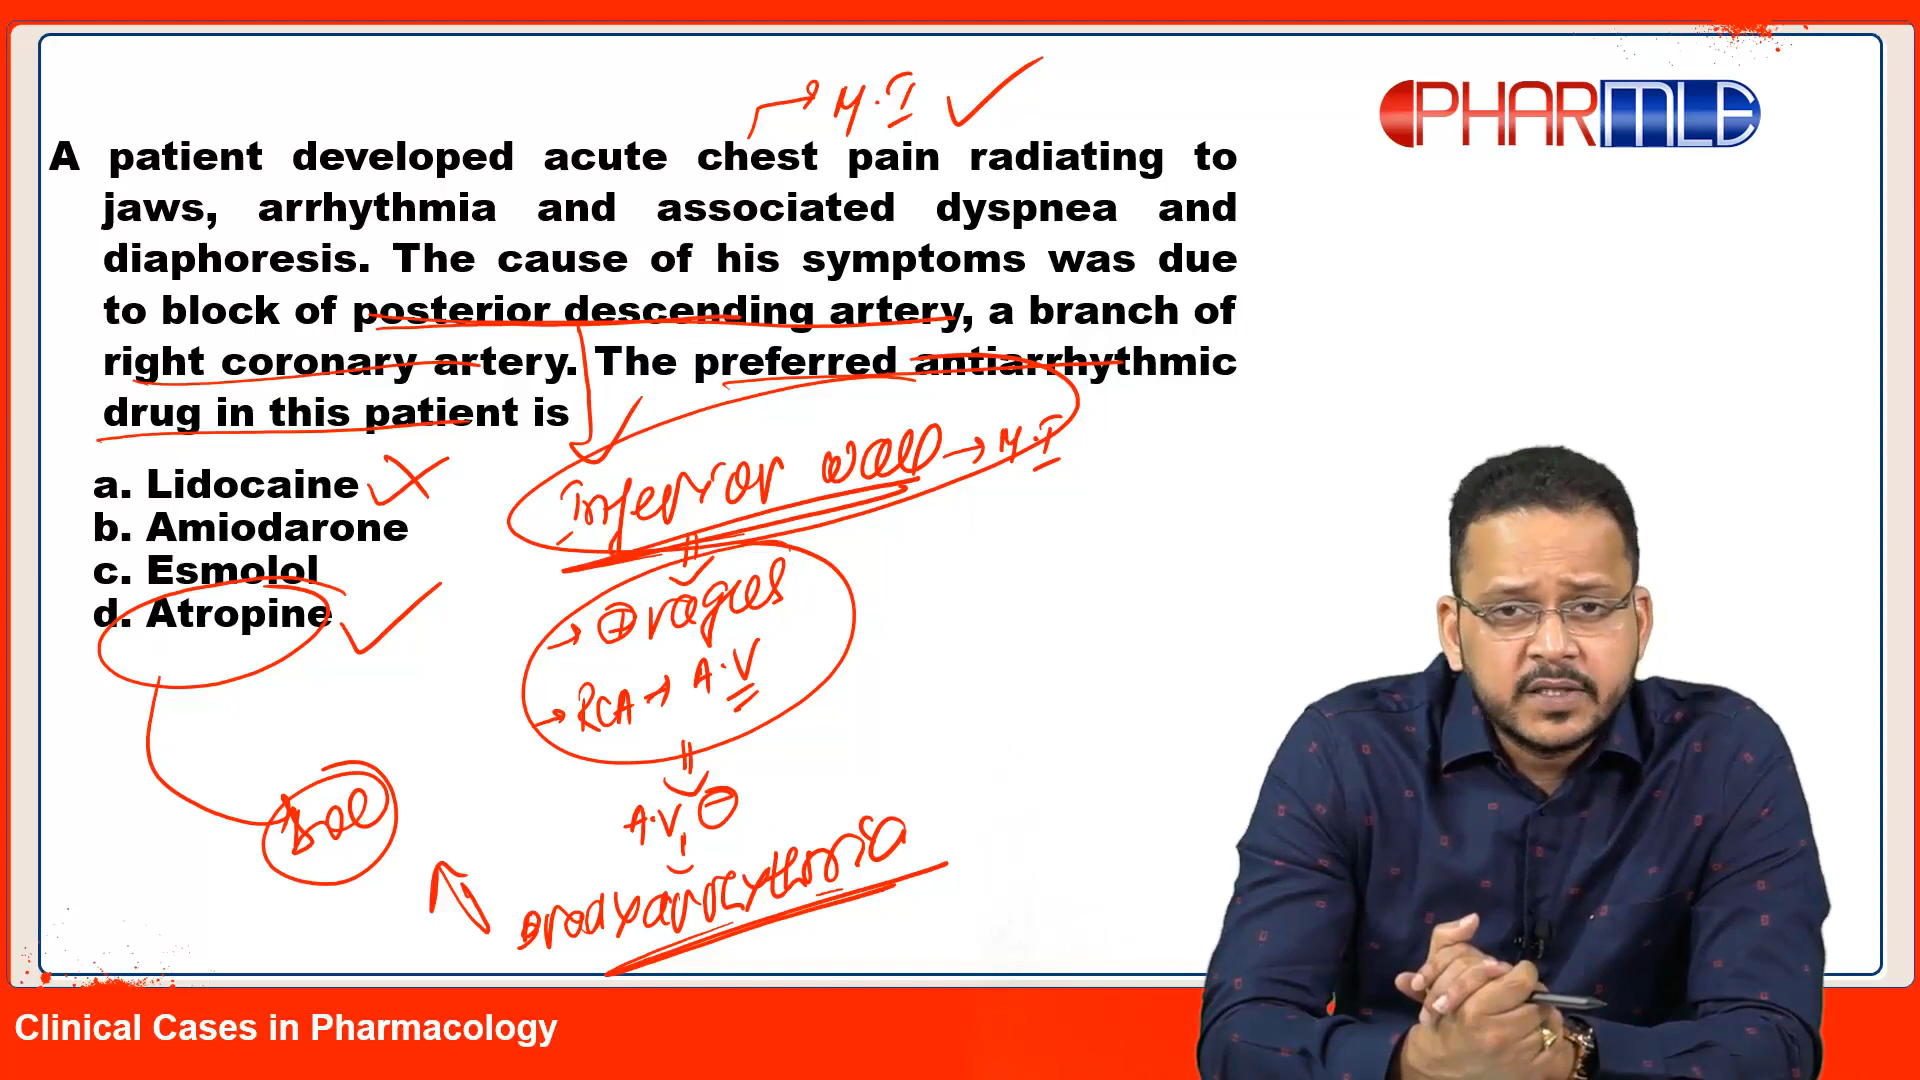 → M.I ✓
PHARMLE
A patient developed acute chest pain radiating to
jaws, arrhythmia and associated dyspnea and
diaphoresis. The cause of his symptoms was due
to block of posterior descending artery, a branch of
right coronary artery. The preferred antiarrhythmic
drug in this patient is
Inferior wall → M.I
a. Lidocaine
b. Amiodarone
c. Esmolol
d. Atropine
→ ⊕ vagus
→ RCA → A.V
A.V ⊖
Bradyarrhythmia
Clinical Cases in Pharmacology